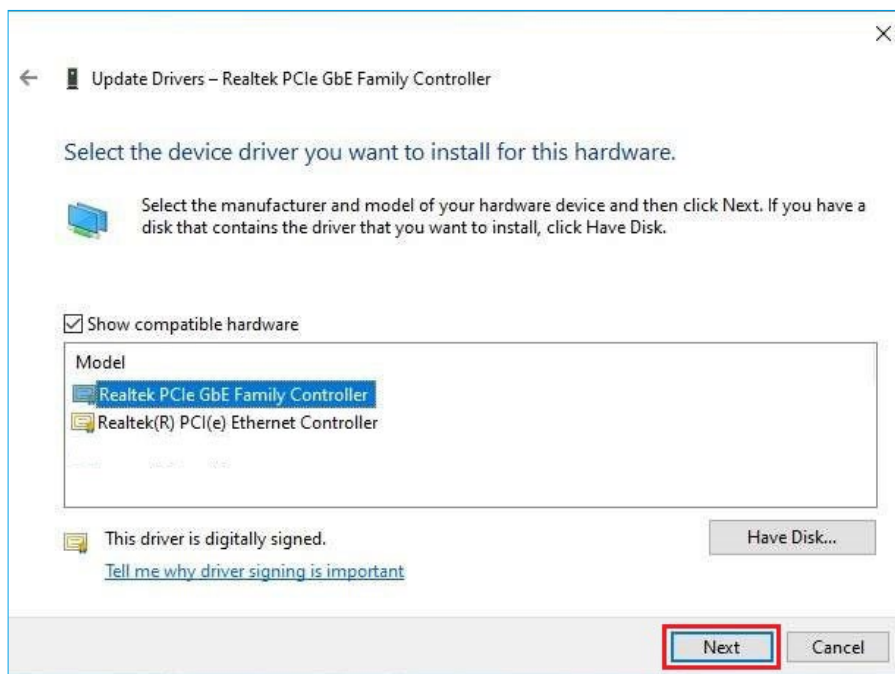 Update Drivers – Realtek PCIe GbE Family Controller
Select the device driver you want to install for this hardware.
Select the manufacturer and model of your hardware device and then click Next. If you have a
disk that contains the driver that you want to install, click Have Disk.
Show compatible hardware
Model
Realtek PCIe GbE Family Controller
Realtek(R) PCI(e) Ethernet Controller
This driver is digitally signed.
Have Disk...
Tell me why driver signing is important
Next
Cancel